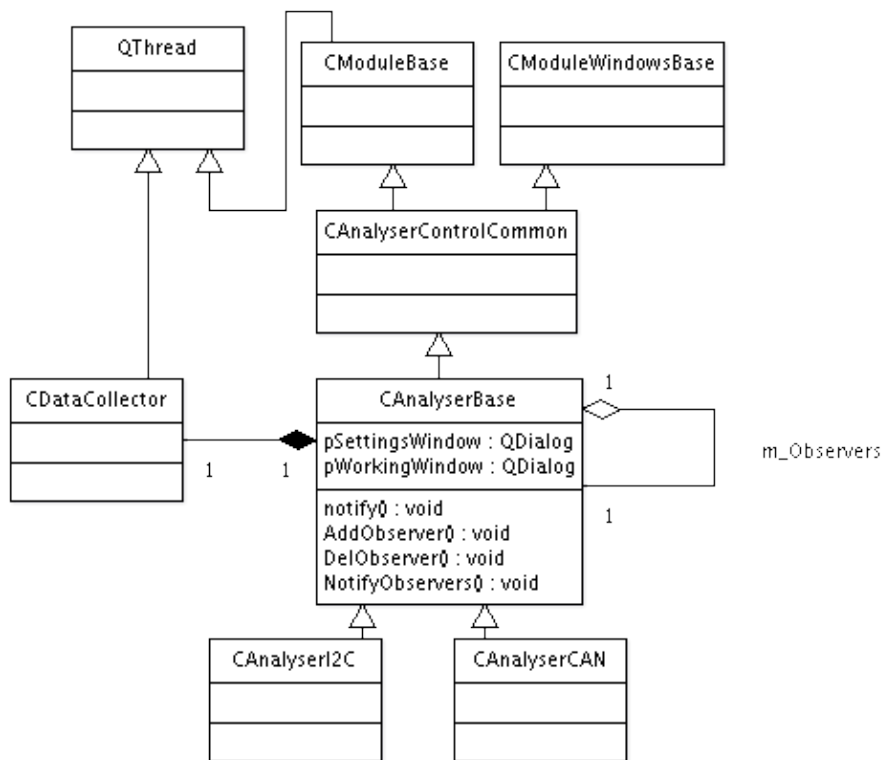 QThread
CModuleBase
CModuleWindowsBase
CAnalyserControlCommon
CDataCollector
CAnalyserBase
pSettingsWindow : QDialog
pWorkingWindow : QDialog
notify() : void
AddObserver() : void
DelObserver() : void
NotifyObservers() : void
1
1
1
1
m_Observers
CAnalyserI2C
CAnalyserCAN